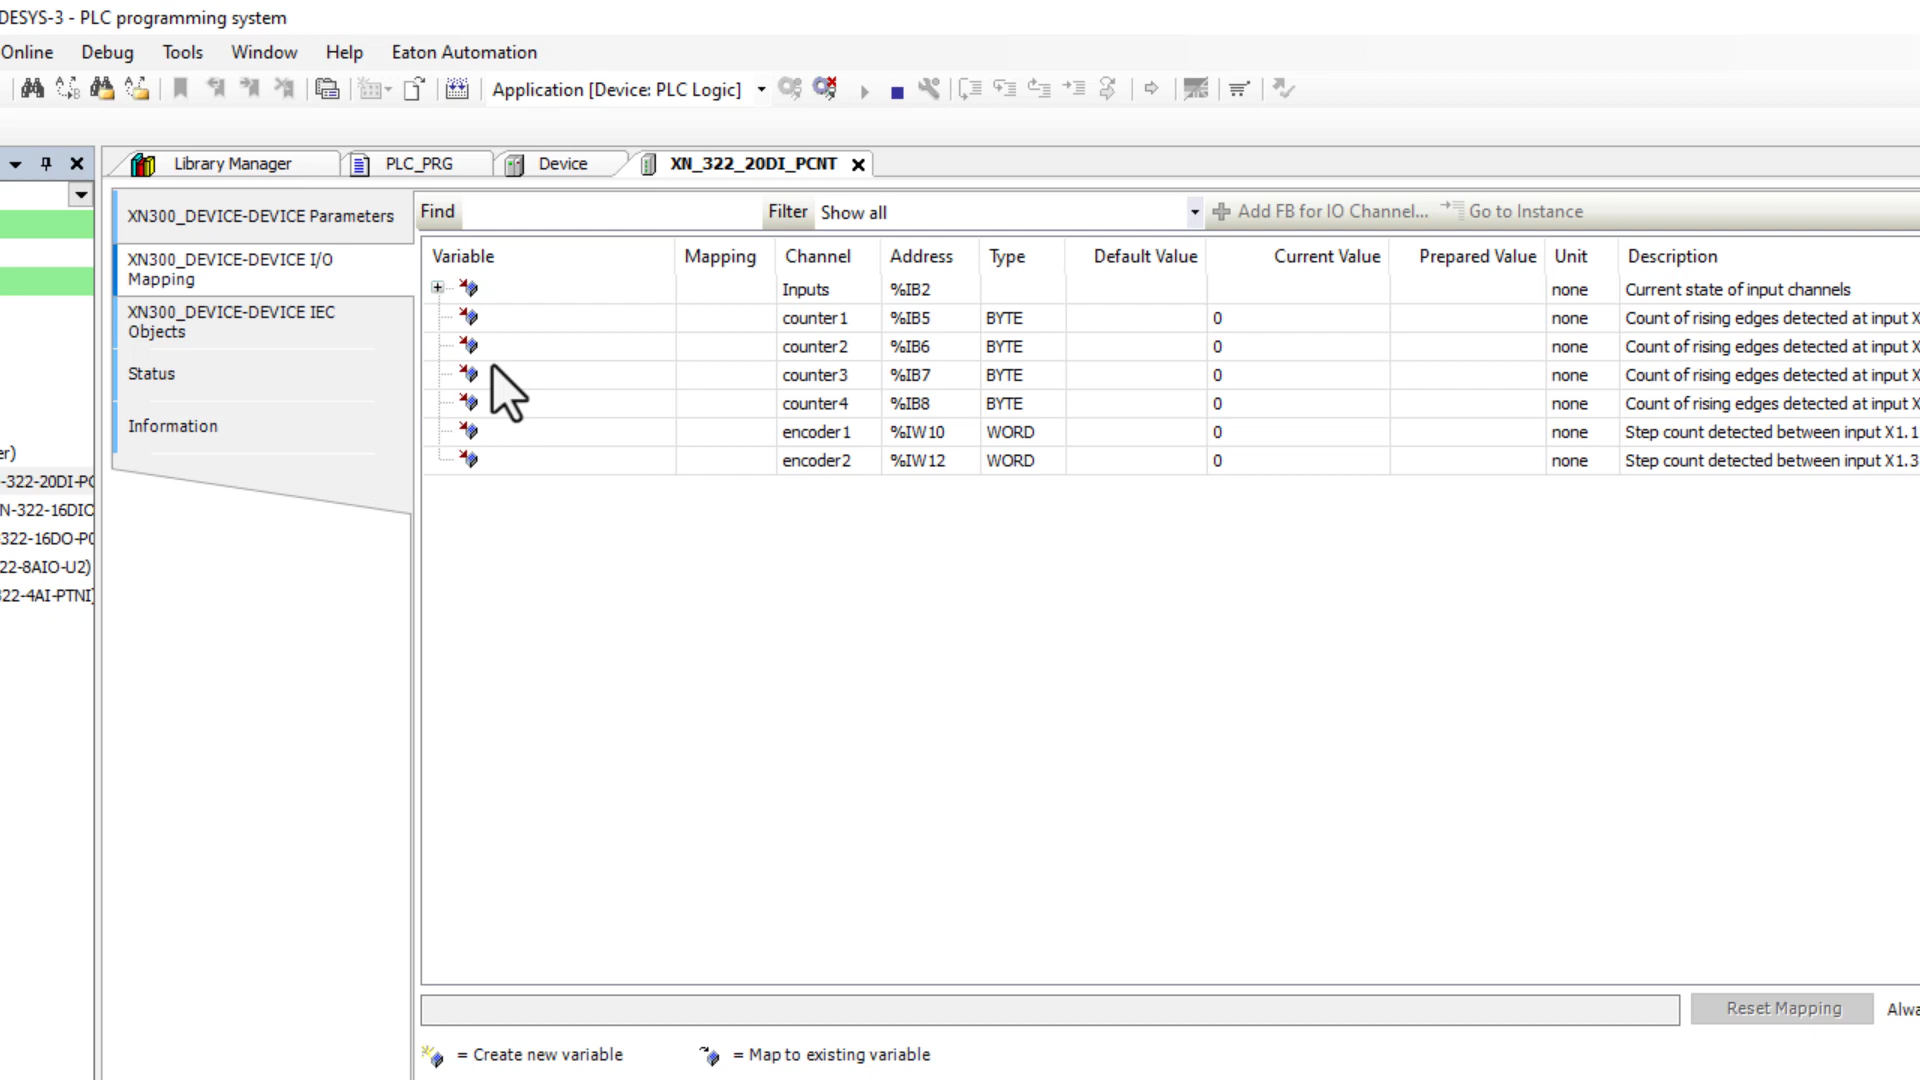 DESYS-3 - PLC programming system
Online Debug Tools Window Help Eaton Automation
Application [Device: PLC Logic]
Library Manager PLC_PRG Device XN_322_20DI_PCNT
XN300_DEVICE-DEVICE Parameters
XN300_DEVICE-DEVICE I/O
Mapping
XN300_DEVICE-DEVICE IEC
Objects
Status
Information
er)
-322-20DI-PC
N-322-16DIO
322-16DO-P0
22-8AIO-U2)
322-4AI-PTNI)
Find Filter Show all Add FB for IO Channel... Go to Instance
Variable Mapping Channel Address Type Default Value Current Value Prepared Value Unit Description
Inputs %IB2 none Current state of input channels
counter1 %IB5 BYTE 0 none Count of rising edges detected at input X
counter2 %IB6 BYTE 0 none Count of rising edges detected at input X
counter3 %IB7 BYTE 0 none Count of rising edges detected at input X
counter4 %IB8 BYTE 0 none Count of rising edges detected at input X
encoder1 %IW10 WORD 0 none Step count detected between input X1.1
encoder2 %IW12 WORD 0 none Step count detected between input X1.3
Reset Mapping Alwa
= Create new variable = Map to existing variable